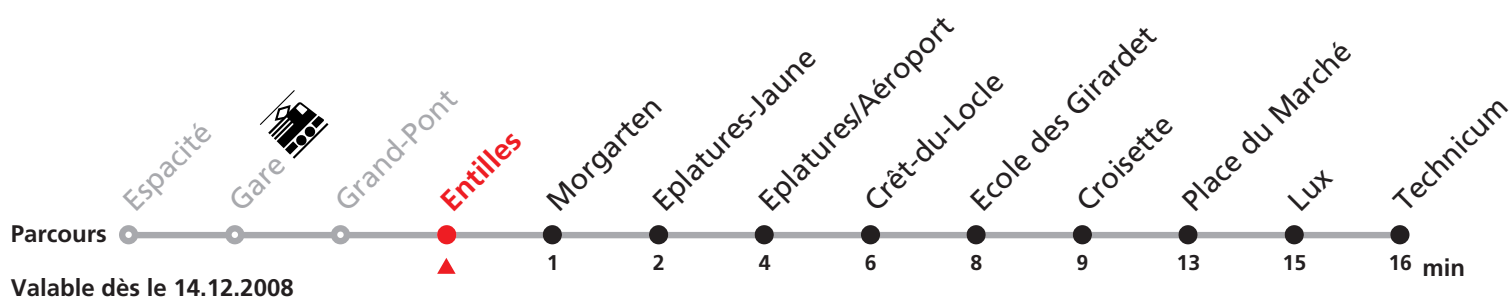 Espacité
Gare
Grand-Pont
Entilles
Morgarten
Eplatures-Jaune
Eplatures/Aéroport
Crêt-du-Locle
Ecole des Girardet
Croisette
Place du Marché
Lux
Technicum
Parcours
1 2 4 6 8 9 13 15 16 min
Valable dès le 14.12.2008